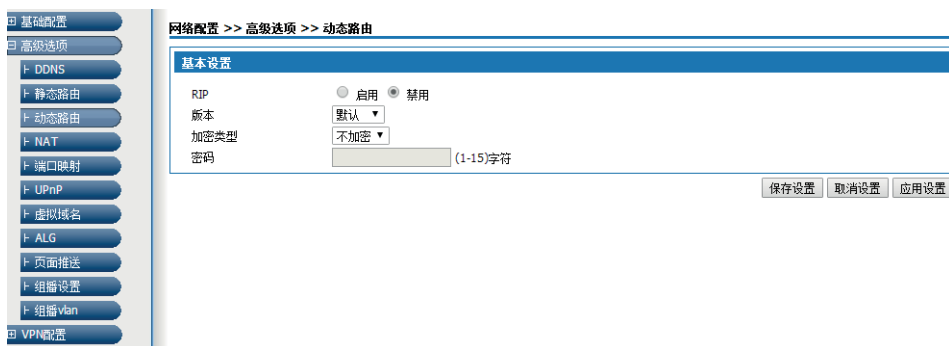 基础配置
高级选项
DDNS
静态路由
动态路由
NAT
端口映射
UPnP
虚拟域名
ALG
页面推送
组播设置
组播vlan
VPN配置
网络配置 >> 高级选项 >> 动态路由
基本设置
RIP 启用 禁用
版本 默认
加密类型 不加密
密码 (1-15)字符
保存设置 取消设置 应用设置